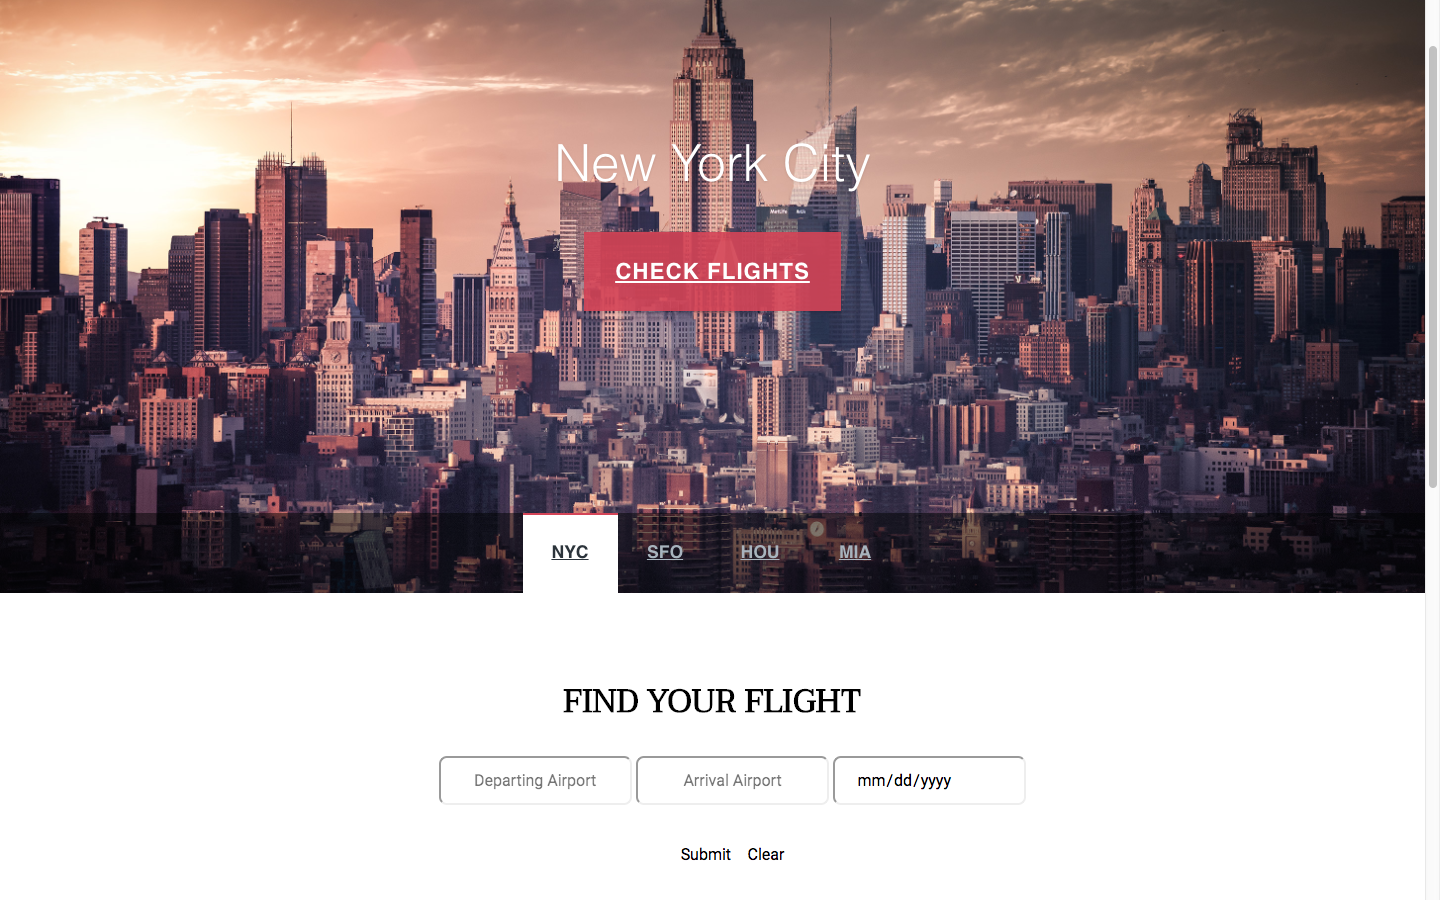 New York City
CHECK FLIGHTS
NYC SFO HOU MIA
FIND YOUR FLIGHT
Departing Airport Arrival Airport mm/dd/yyyy
Submit Clear